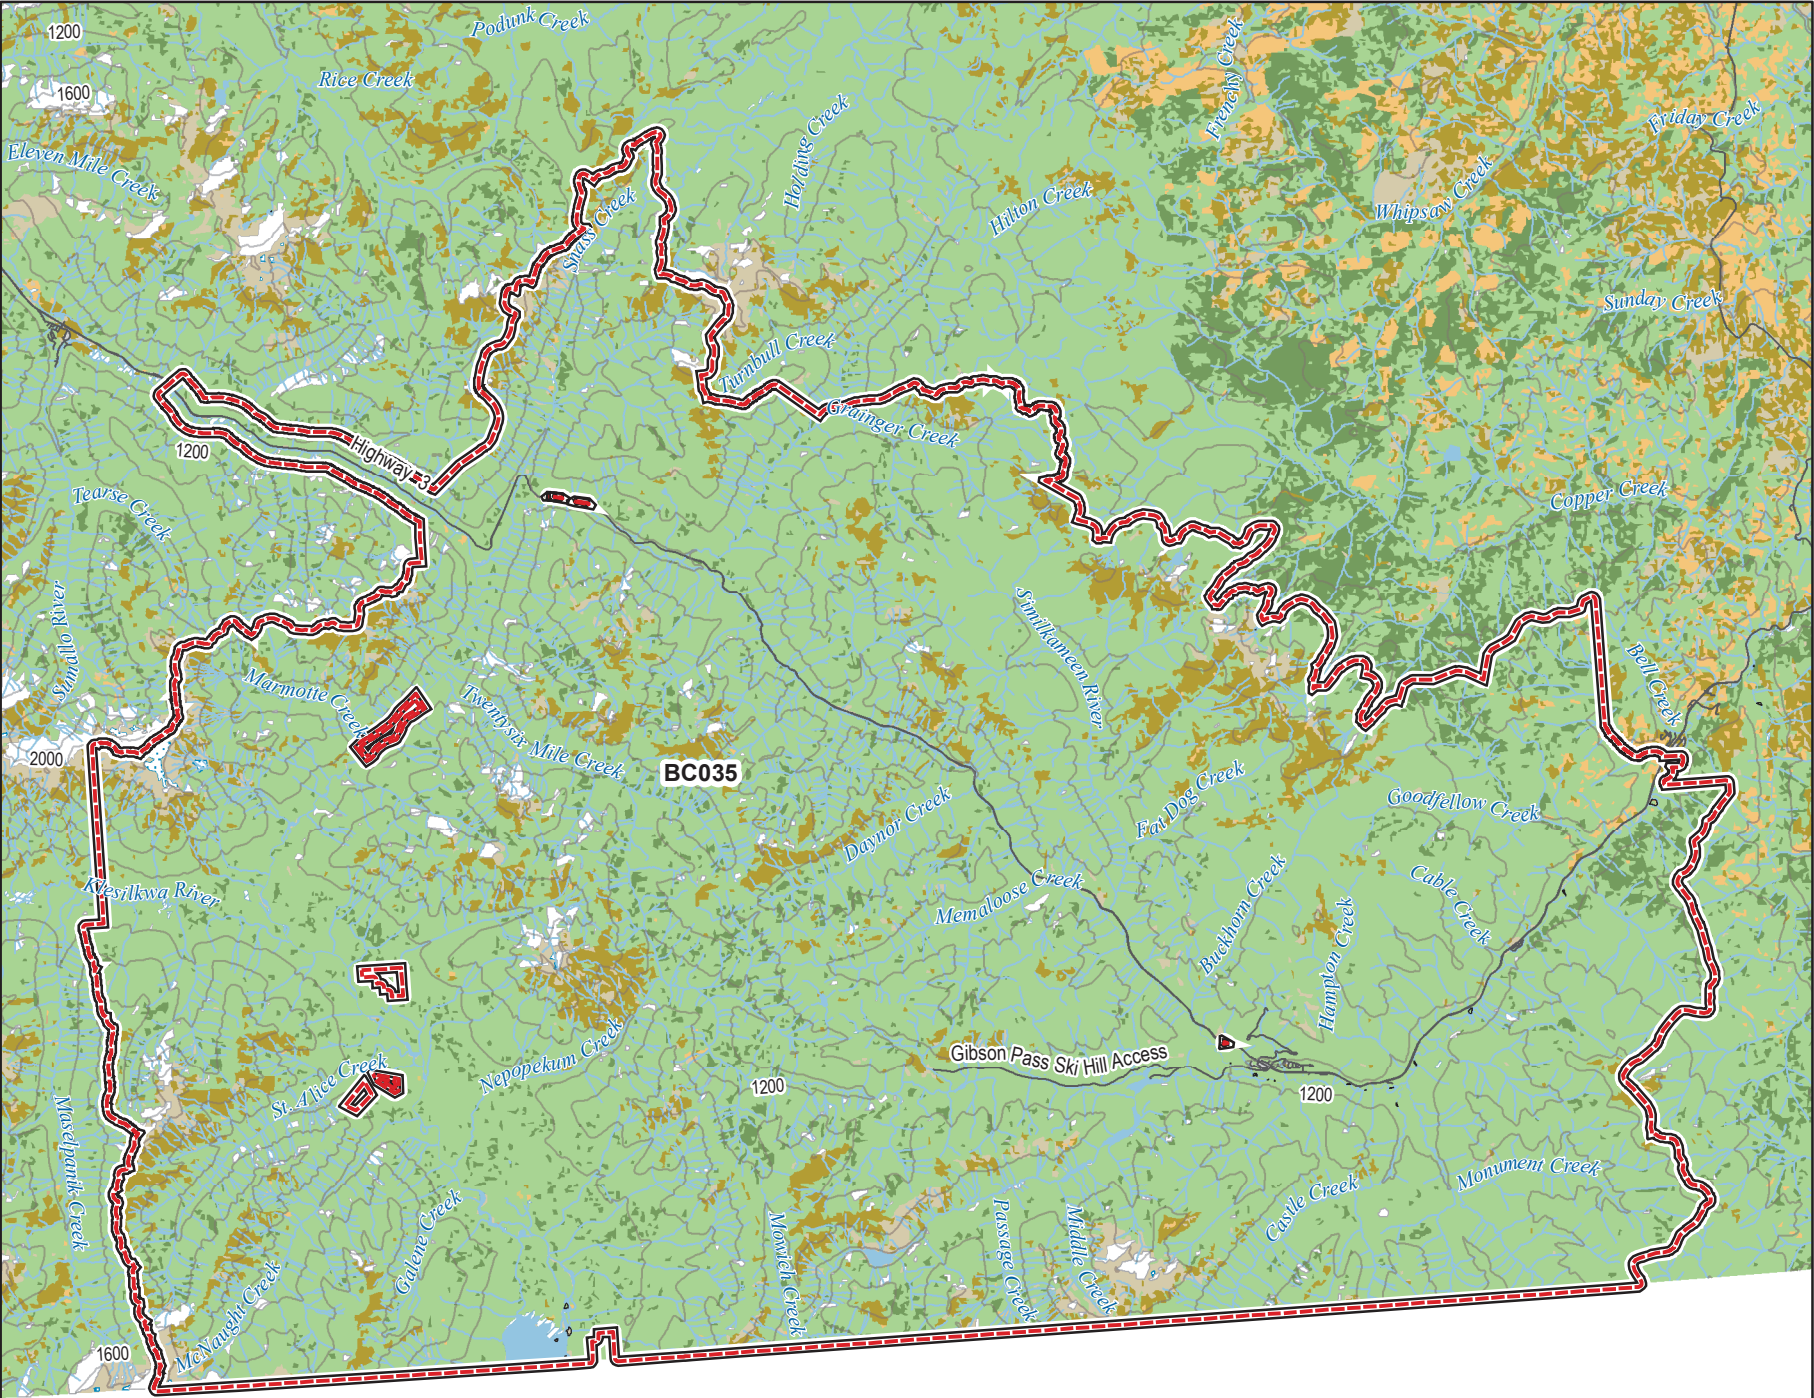 Podunk Creek
1200
Rice Creek
1600
Frenchy Creek
Friday Creek
Eleven Mile Creek
Holding Creek
Whipsaw Creek
Hilton Creek
Snass Creek
Sunday Creek
Turnbull Creek
Grainger Creek
Highway 3
1200
Tearse Creek
Copper Creek
Sumallo River
Similkameen River
Bell Creek
Marmotte Creek
Twentysix Mile Creek
2000
BC035
Fat Dog Creek
Goodfellow Creek
Daynor Creek
Klesilkwa River
Memaloose Creek
Buckhorn Creek
Cable Creek
Hampton Creek
Gibson Pass Ski Hill Access
Nepopekum Creek
St. Alice Creek
1200
1200
Maselpanik Creek
Monument Creek
Castle Creek
Galene Creek
Mowich Creek
Passage Creek
Middle Creek
McNaught Creek
1600